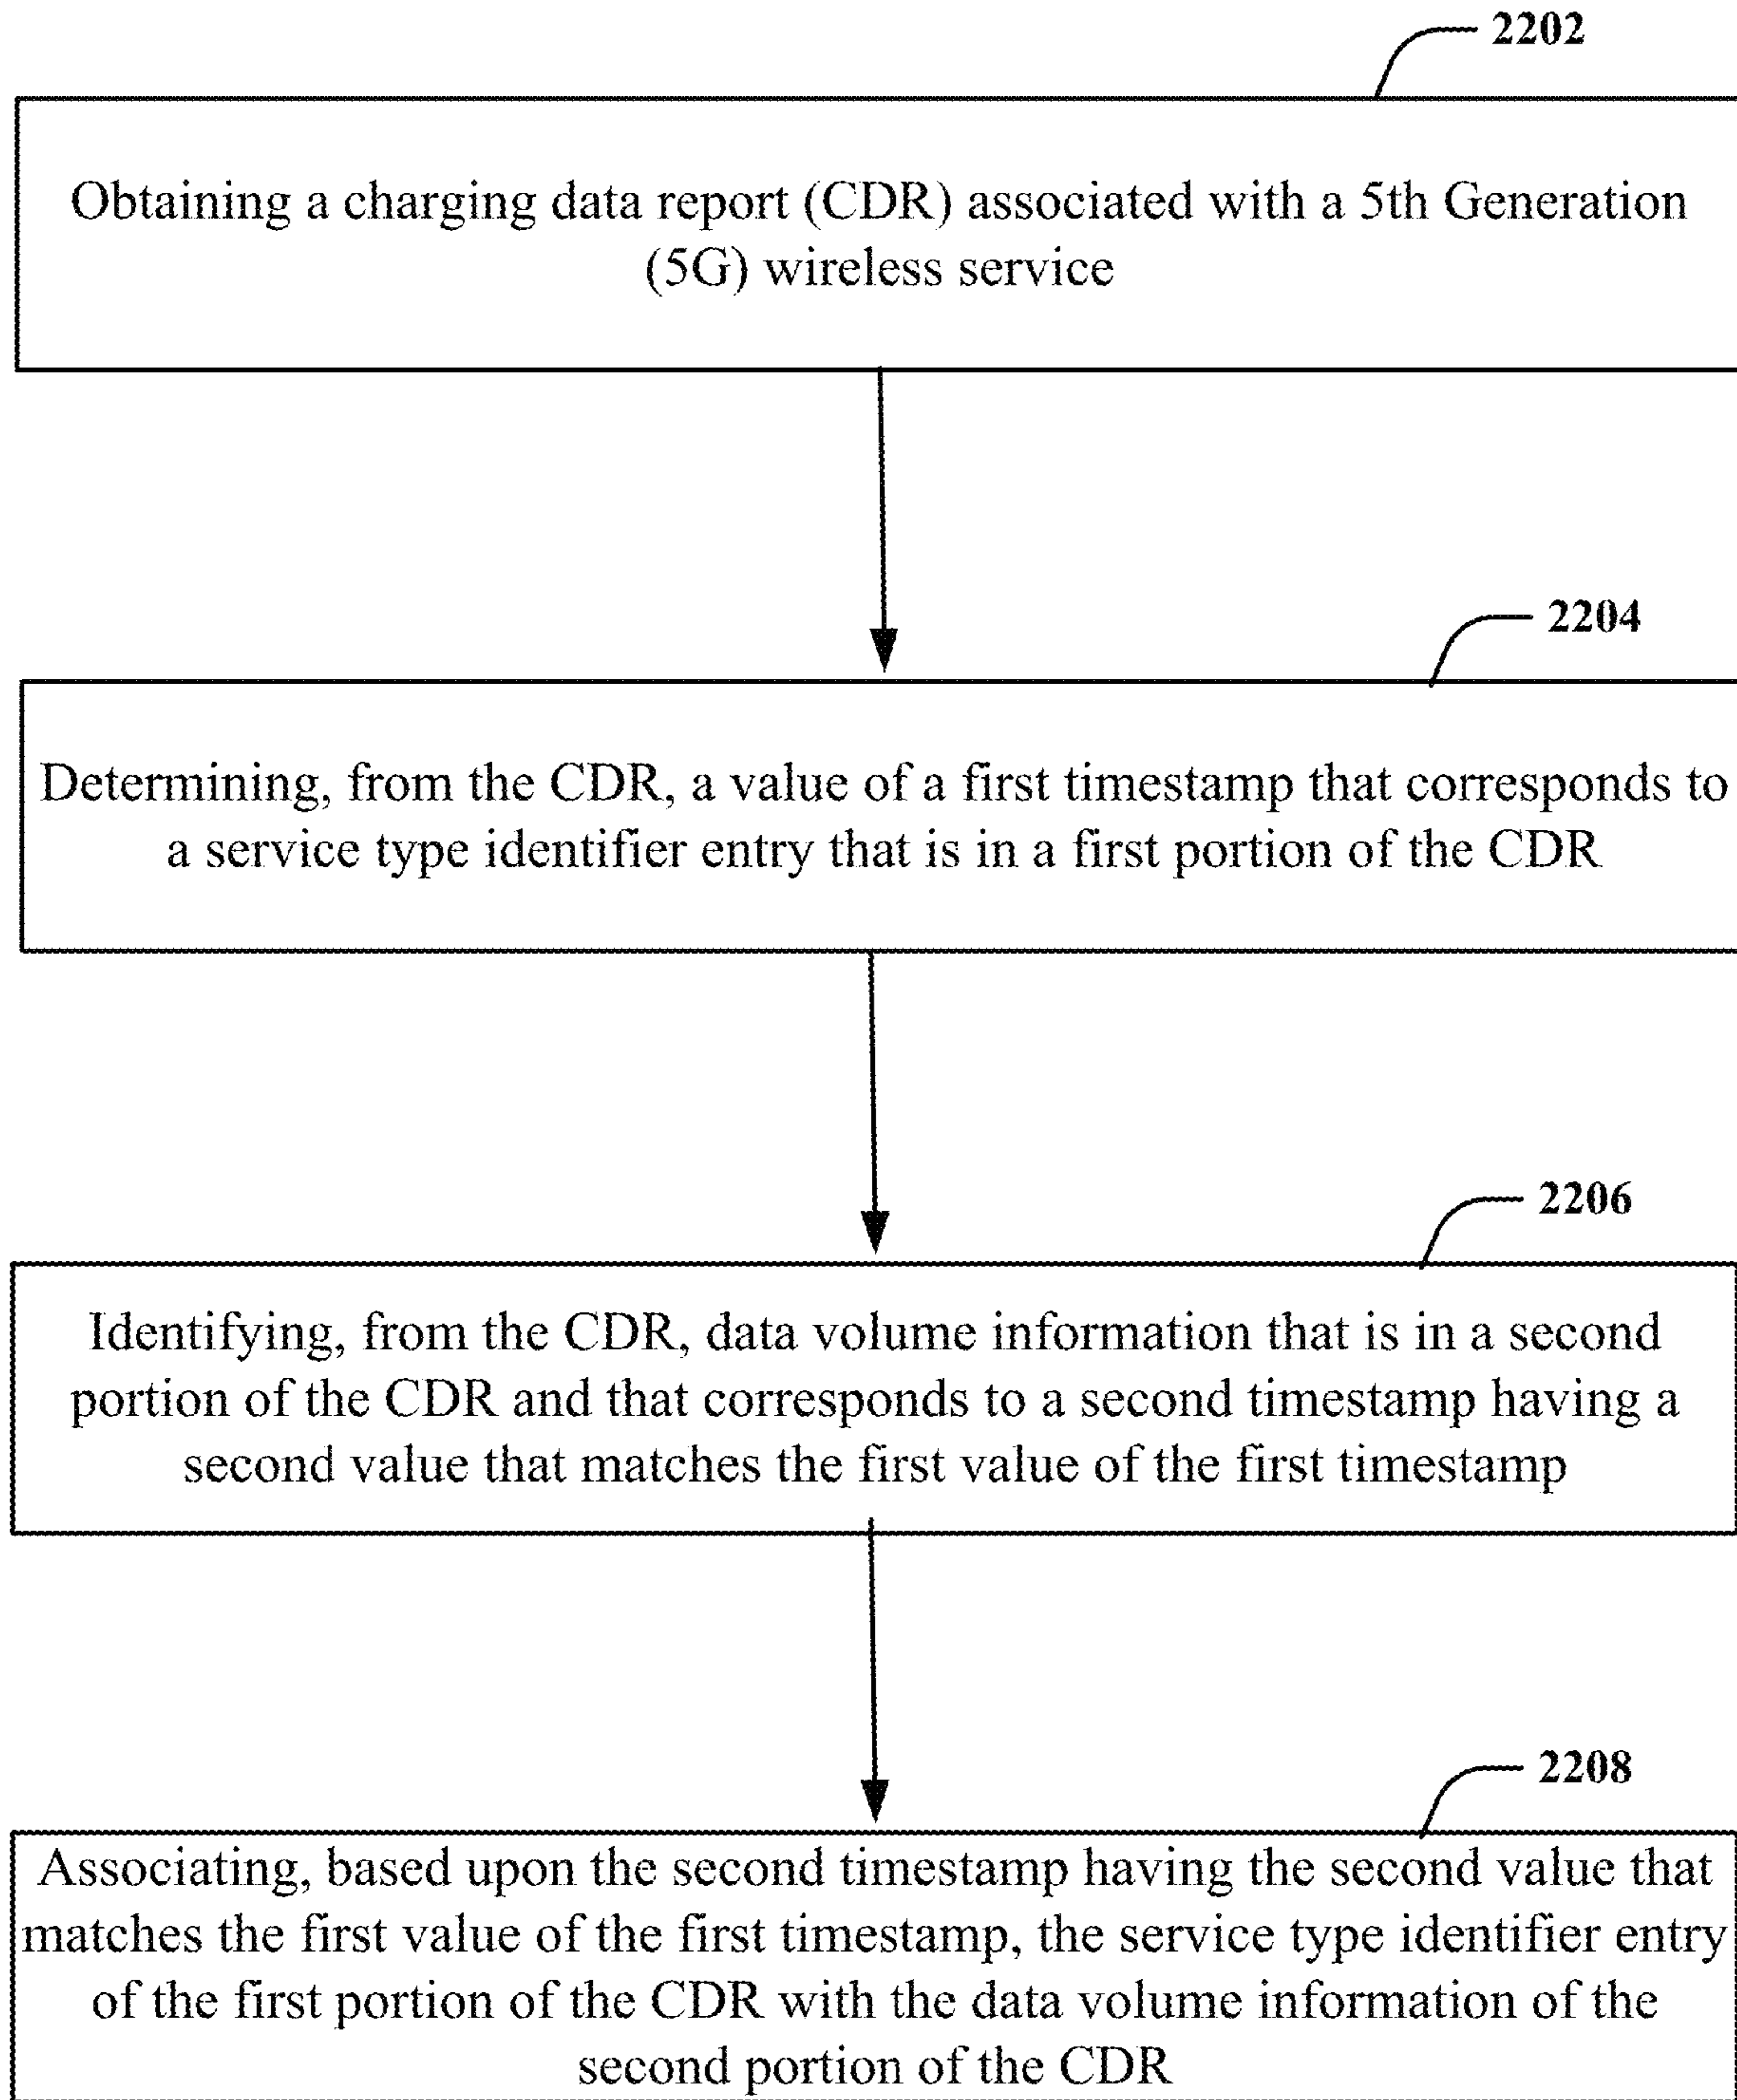 2202
Obtaining a charging data report (CDR) associated with a 5th Generation
(5G) wireless service
2204
Determining, from the CDR, a value of a first timestamp that corresponds to
a service type identifier entry that is in a first portion of the CDR
2206
Identifying, from the CDR, data volume information that is in a second
portion of the CDR and that corresponds to a second timestamp having a
second value that matches the first value of the first timestamp
2208
Associating, based upon the second timestamp having the second value that
matches the first value of the first timestamp, the service type identifier entry
of the first portion of the CDR with the data volume information of the
second portion of the CDR